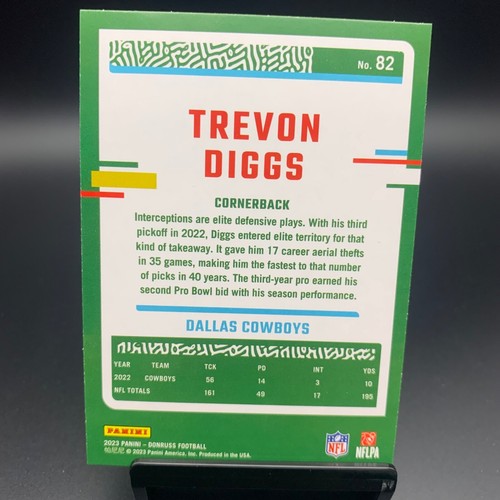 No. 82
TREVON
DIGGS
CORNERBACK
Interceptions are elite defensive plays. With his third
pickoff in 2022, Diggs entered elite territory for that
kind of takeaway. It gave him 17 career aerial thefts
in 35 games, making him the fastest to that number
of picks in 40 years. The third-year pro earned his
second Pro Bowl bid with his season performance.
DALLAS COWBOYS
YEAR TEAM TCK PD INT YDS
2022 COWBOYS 56 14 3 10
NFL TOTALS 161 49 17 195
PANINI
2023 PANINI – DONRUSS FOOTBALL
帕尼尼 © 2023 Panini America, Inc. Produced in the USA.
NFL
NFLPA